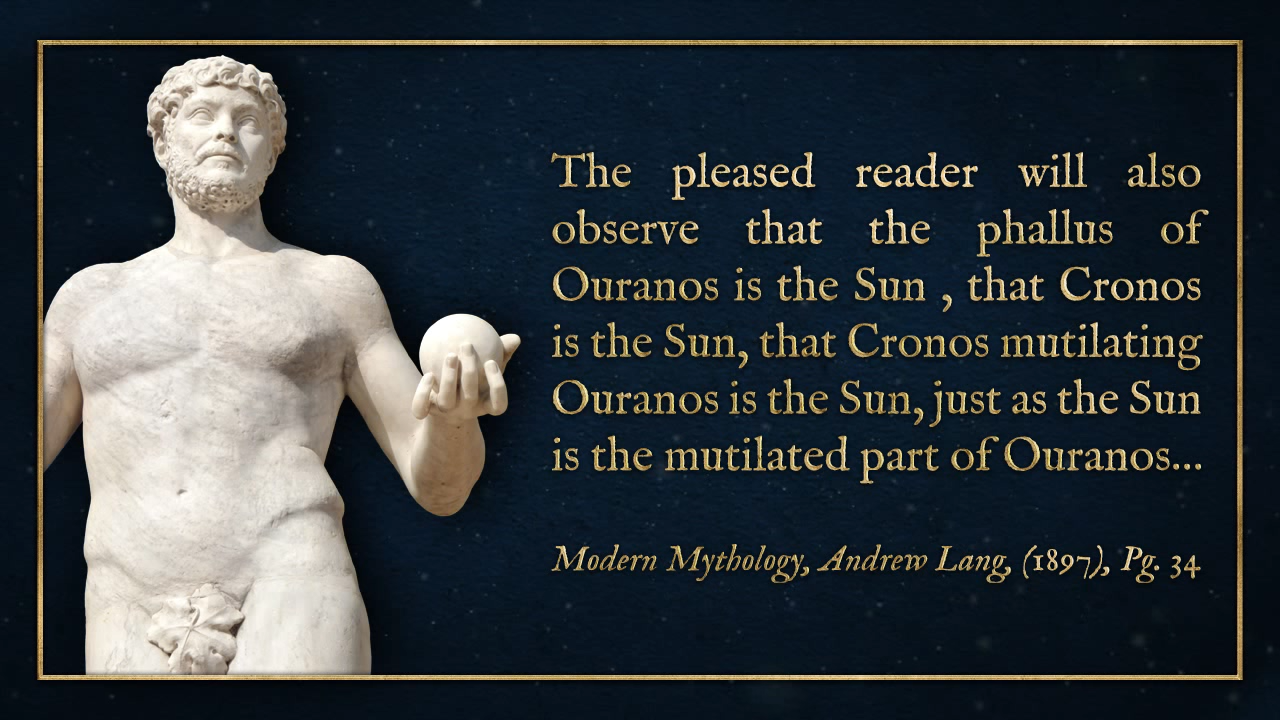 The pleased reader will also
observe that the phallus of
Ouranos is the Sun , that Cronos
is the Sun, that Cronos mutilating
Ouranos is the Sun, just as the Sun
is the mutilated part of Ouranos...
Modern Mythology, Andrew Lang, (1897), Pg. 34